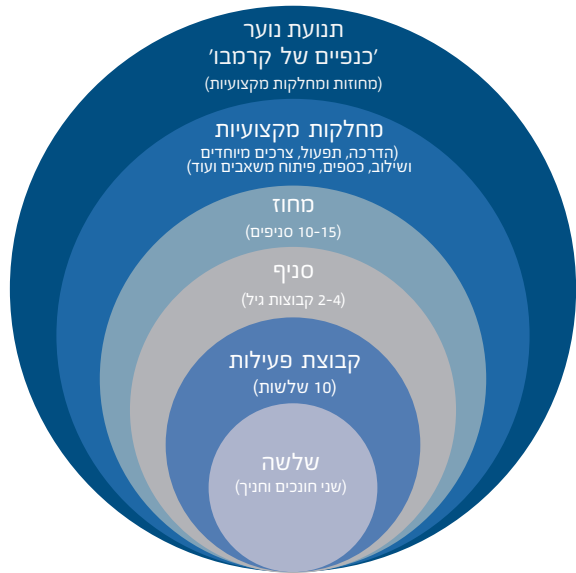 תנועת נוער
'כנפיים של קרמבו'
(מחוזות ומחלקות מקצועיות)
מחלקות מקצועיות
(הדרכה, תפעול, צרכים מיוחדים
ושילוב, כספים, פיתוח משאבים ועוד)
מחוז
(10-15 סניפים)
סניף
(2-4 קבוצות גיל)
קבוצת פעילות
(10 שלשות)
שלשה
(שני חונכים וחניך)